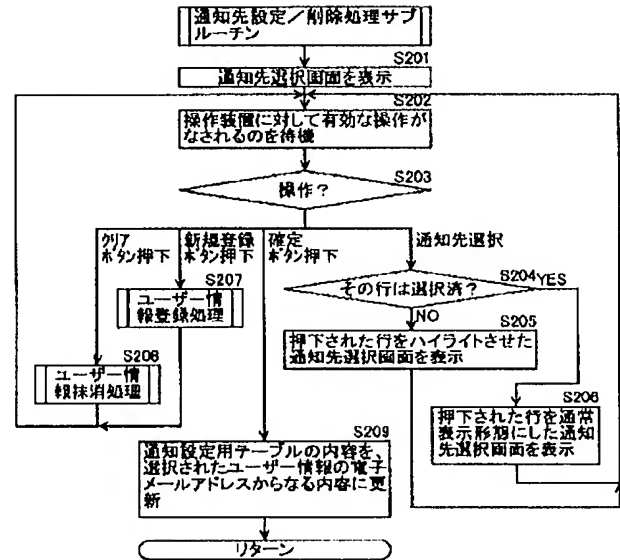 通知先設定／削除処理サブ
ルーチン
S201
通知先選択画面を表示
S202
操作装置に対して有効な操作が
なされるのを待機
S203
操作？
クリア
ボタン押下
新規登録
ボタン押下
確定
ボタン押下
通知先選択
S207
ユーザー情
報登録処理
S204
その行は選択済？
YES
NO
S205
押下された行をハイライトさせた
通知先選択画面を表示
S208
ユーザー情
報抹消処理
S206
押下された行を通常
表示形態にした通知
先選択画面を表示
S209
通知設定用テーブルの内容を、
選択されたユーザー情報の電子
メールアドレスからなる内容に更
新
リターン